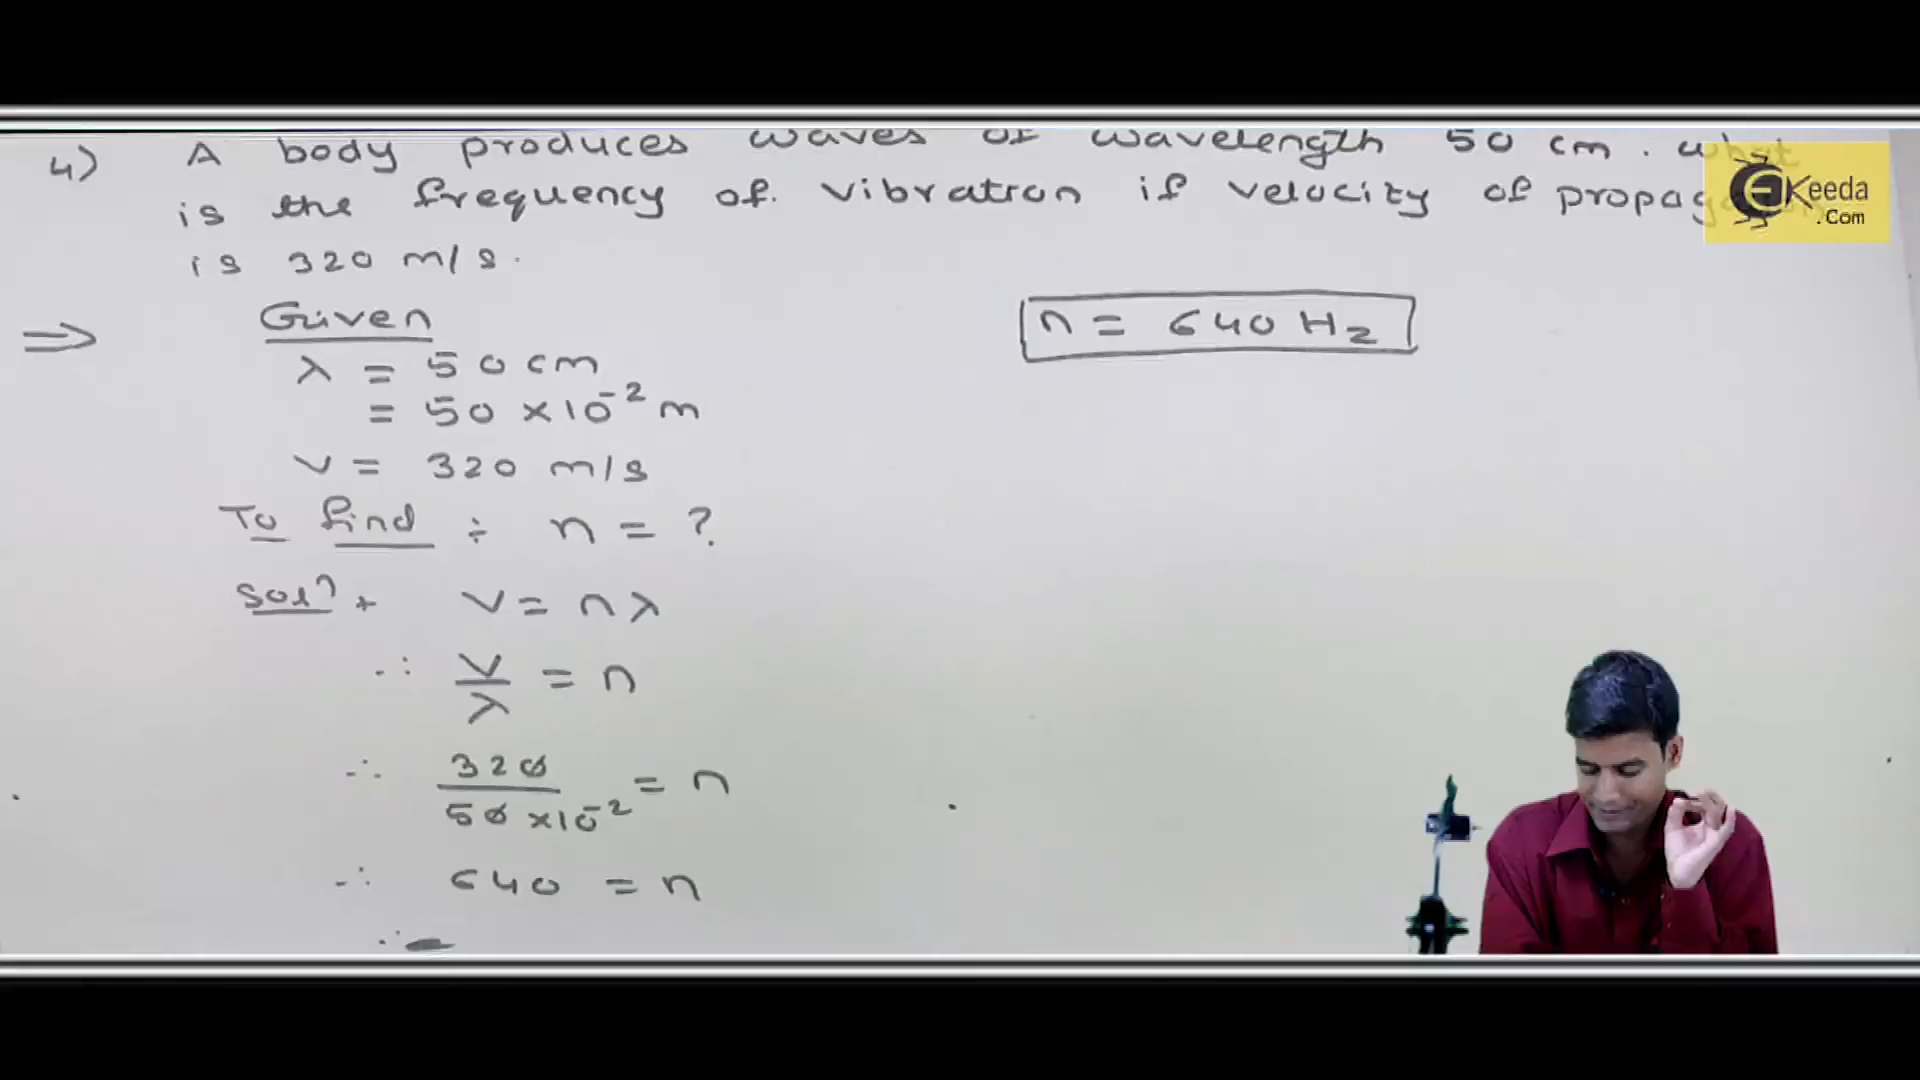 4) A body produces waves of wavelength 50 cm. what
is the frequency of vibration if velocity of
is 320 m/s.
Given
λ = 50 cm
= 50 × 10⁻² m
v = 320 m/s
To find ÷ n = ?
Solⁿ
v = nλ
∴ v/λ = n
∴ 320/50×10⁻² = n
∴ 640 = n
∴
n = 640 Hz
eKeeda
.Com